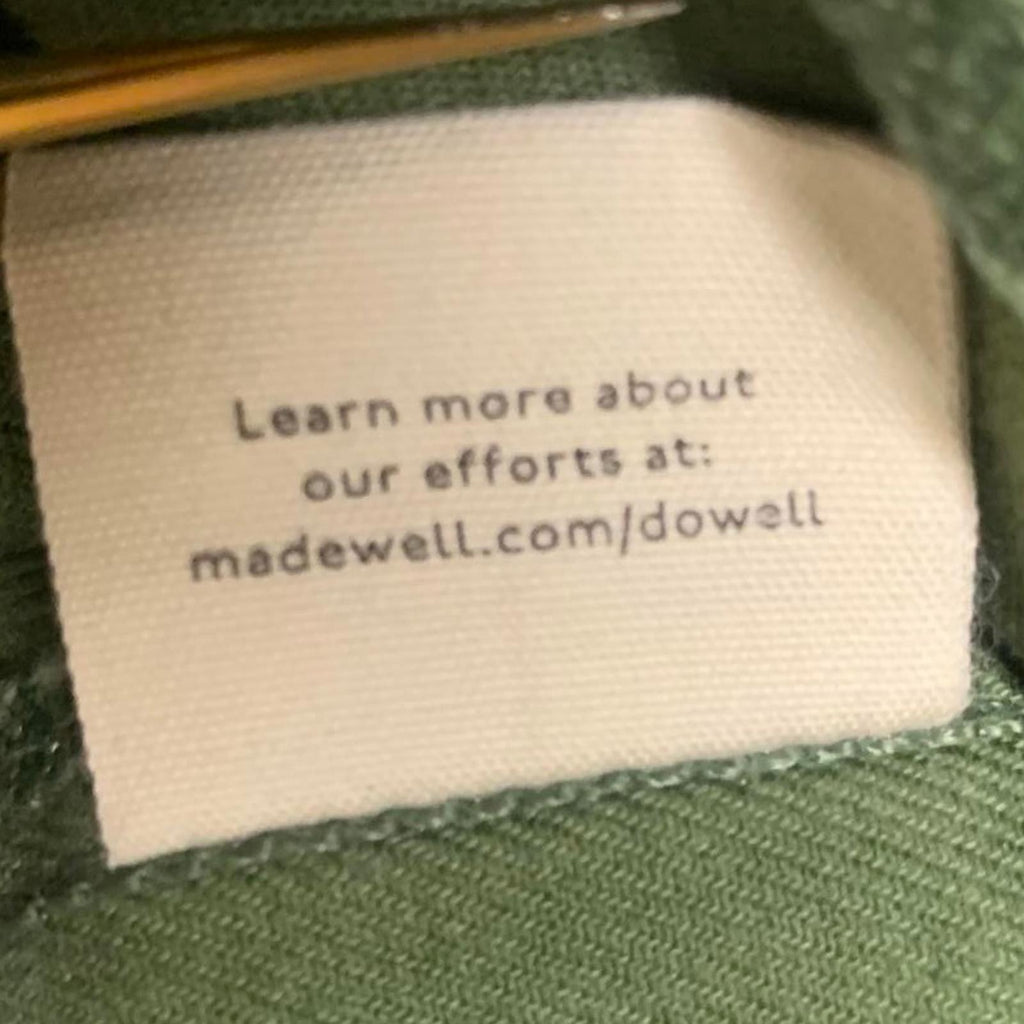 Learn more about
our efforts at:
madewell.com/dowell